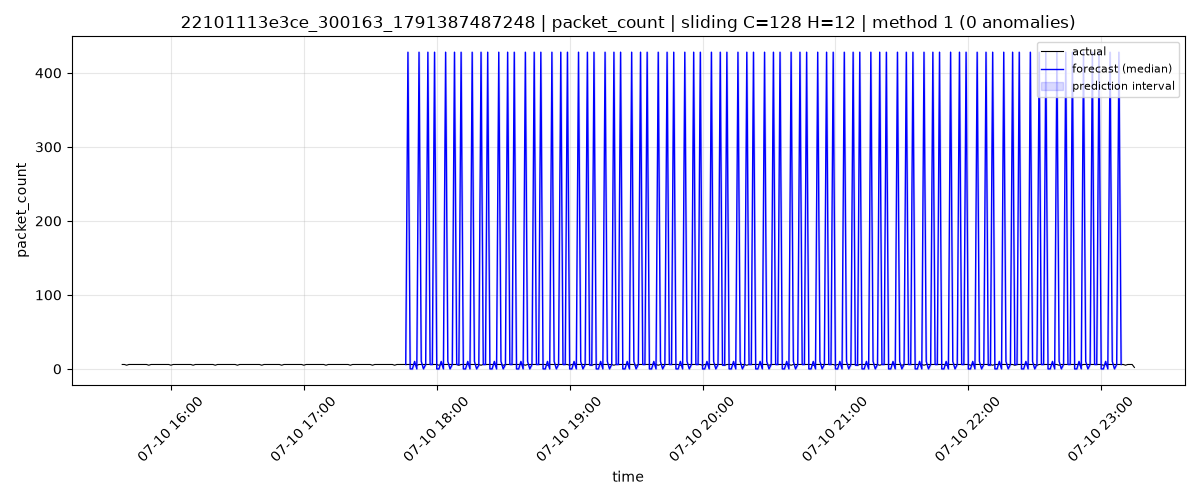 22101113e3ce_300163_1791387487248 | packet_count | sliding C=128 H=12 | method 1 (0 anomalies)
actual
forecast (median)
prediction interval
packet_count
400
300
200
100
0
07-10 16:00
07-10 17:00
07-10 18:00
07-10 19:00
07-10 20:00
07-10 21:00
07-10 22:00
07-10 23:00
time